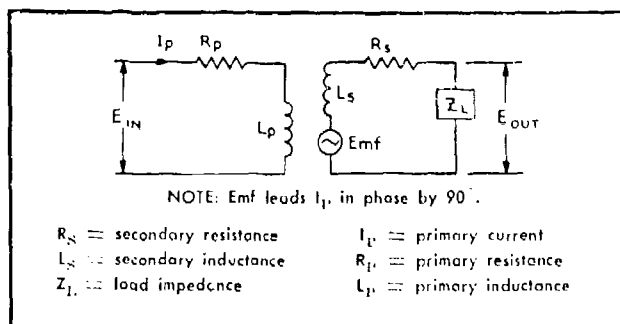 Ip Rp Rs
Ls
ZL
EIN EOUT
Lp
Emf
NOTE: Emf leads Ip in phase by 90°.
RS = secondary resistance IP = primary current
LS = secondary inductance RP = primary resistance
ZL = load impedence LP = primary inductance